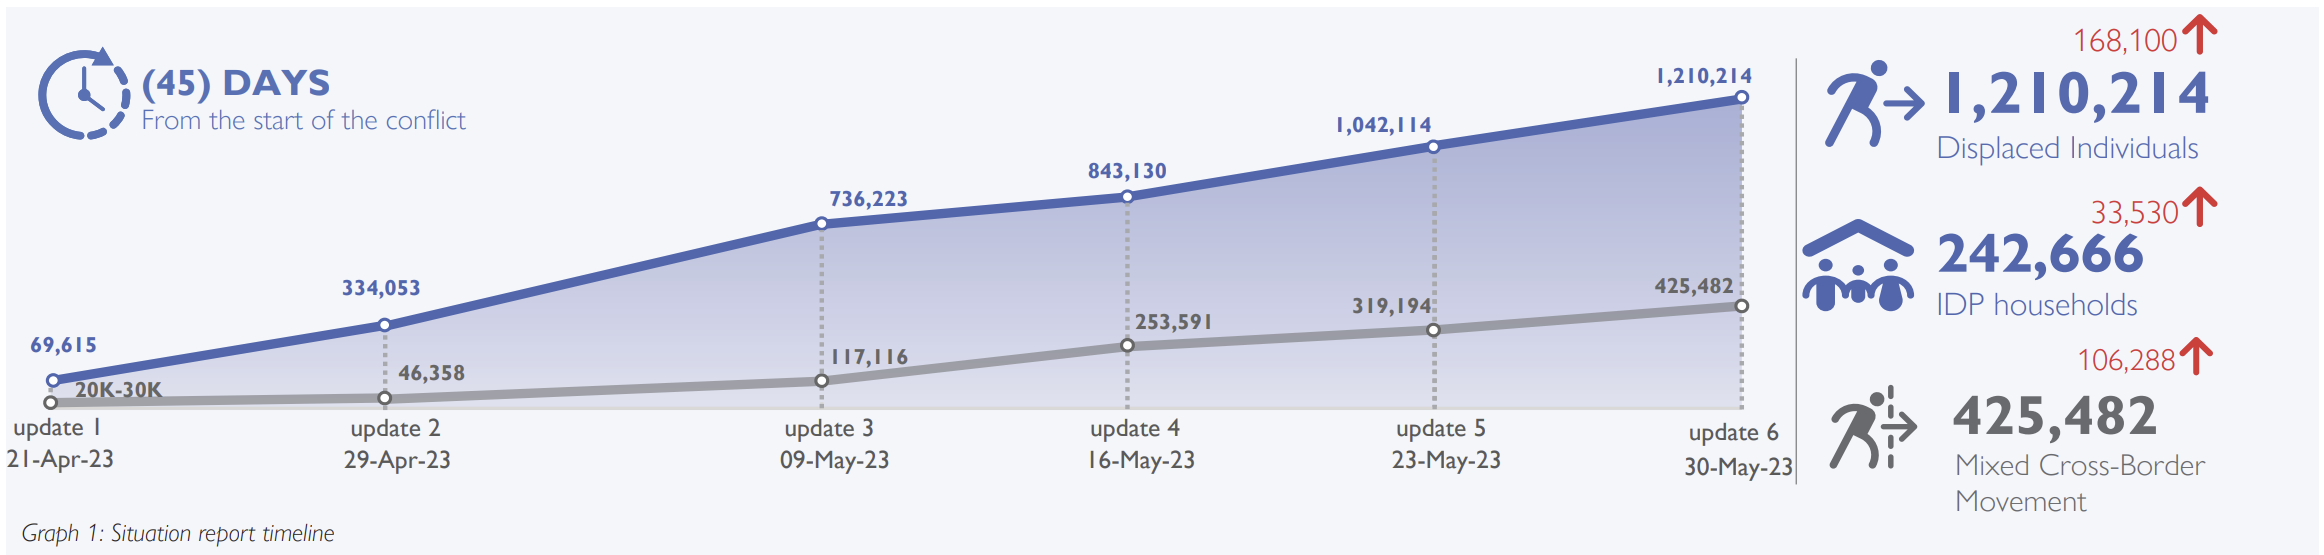 (45) DAYS
From the start of the conflict
69,615
334,053
736,223
843,130
1,042,114
1,210,214
20K-30K
46,358
117,116
253,591
319,194
425,482
update 1
21-Apr-23
update 2
29-Apr-23
update 3
09-May-23
update 4
16-May-23
update 5
23-May-23
update 6
30-May-23
168,100
1,210,214
Displaced Individuals
33,530
242,666
IDP households
106,288
425,482
Mixed Cross-Border
Movement
Graph 1: Situation report timeline